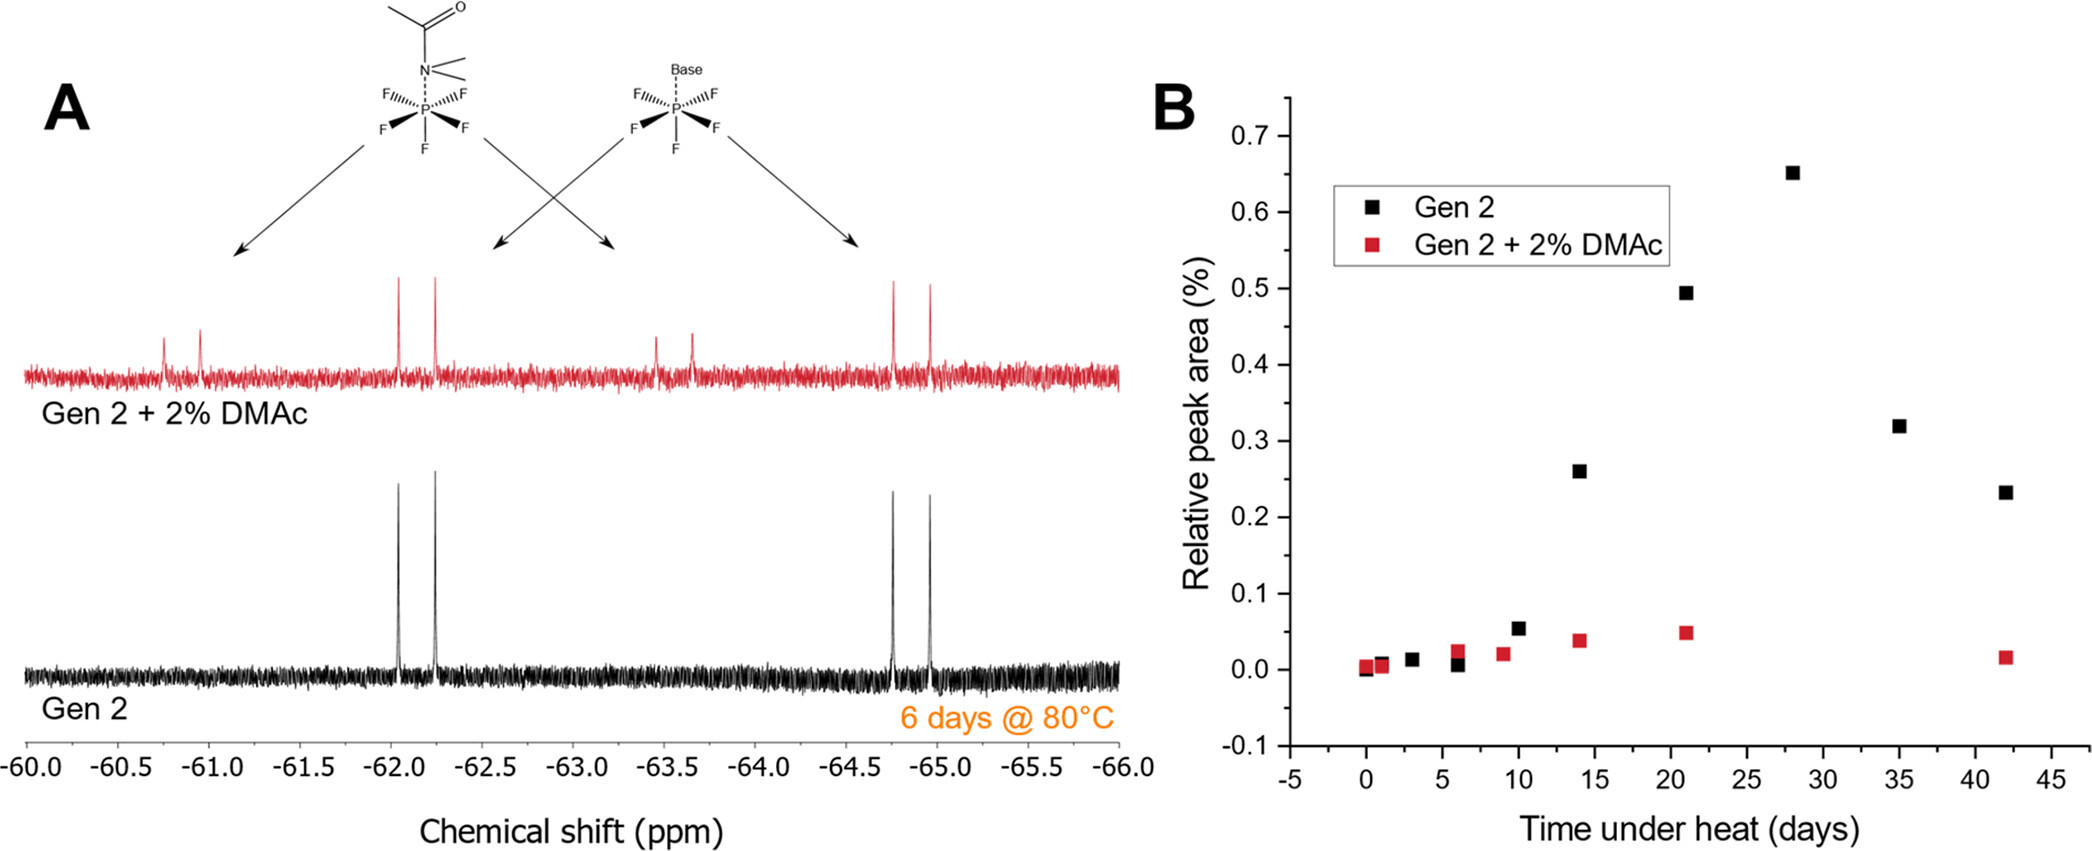 A
O
N
F F
P
F F
F
Base
F F
P
F F
F
Gen 2 + 2% DMAc
Gen 2
6 days @ 80°C
-60.0 -60.5 -61.0 -61.5 -62.0 -62.5 -63.0 -63.5 -64.0 -64.5 -65.0 -65.5 -66.0
Chemical shift (ppm)
B
Relative peak area (%)
0.7
0.6
0.5
0.4
0.3
0.2
0.1
0.0
-0.1
Gen 2
Gen 2 + 2% DMAc
-5 0 5 10 15 20 25 30 35 40 45
Time under heat (days)